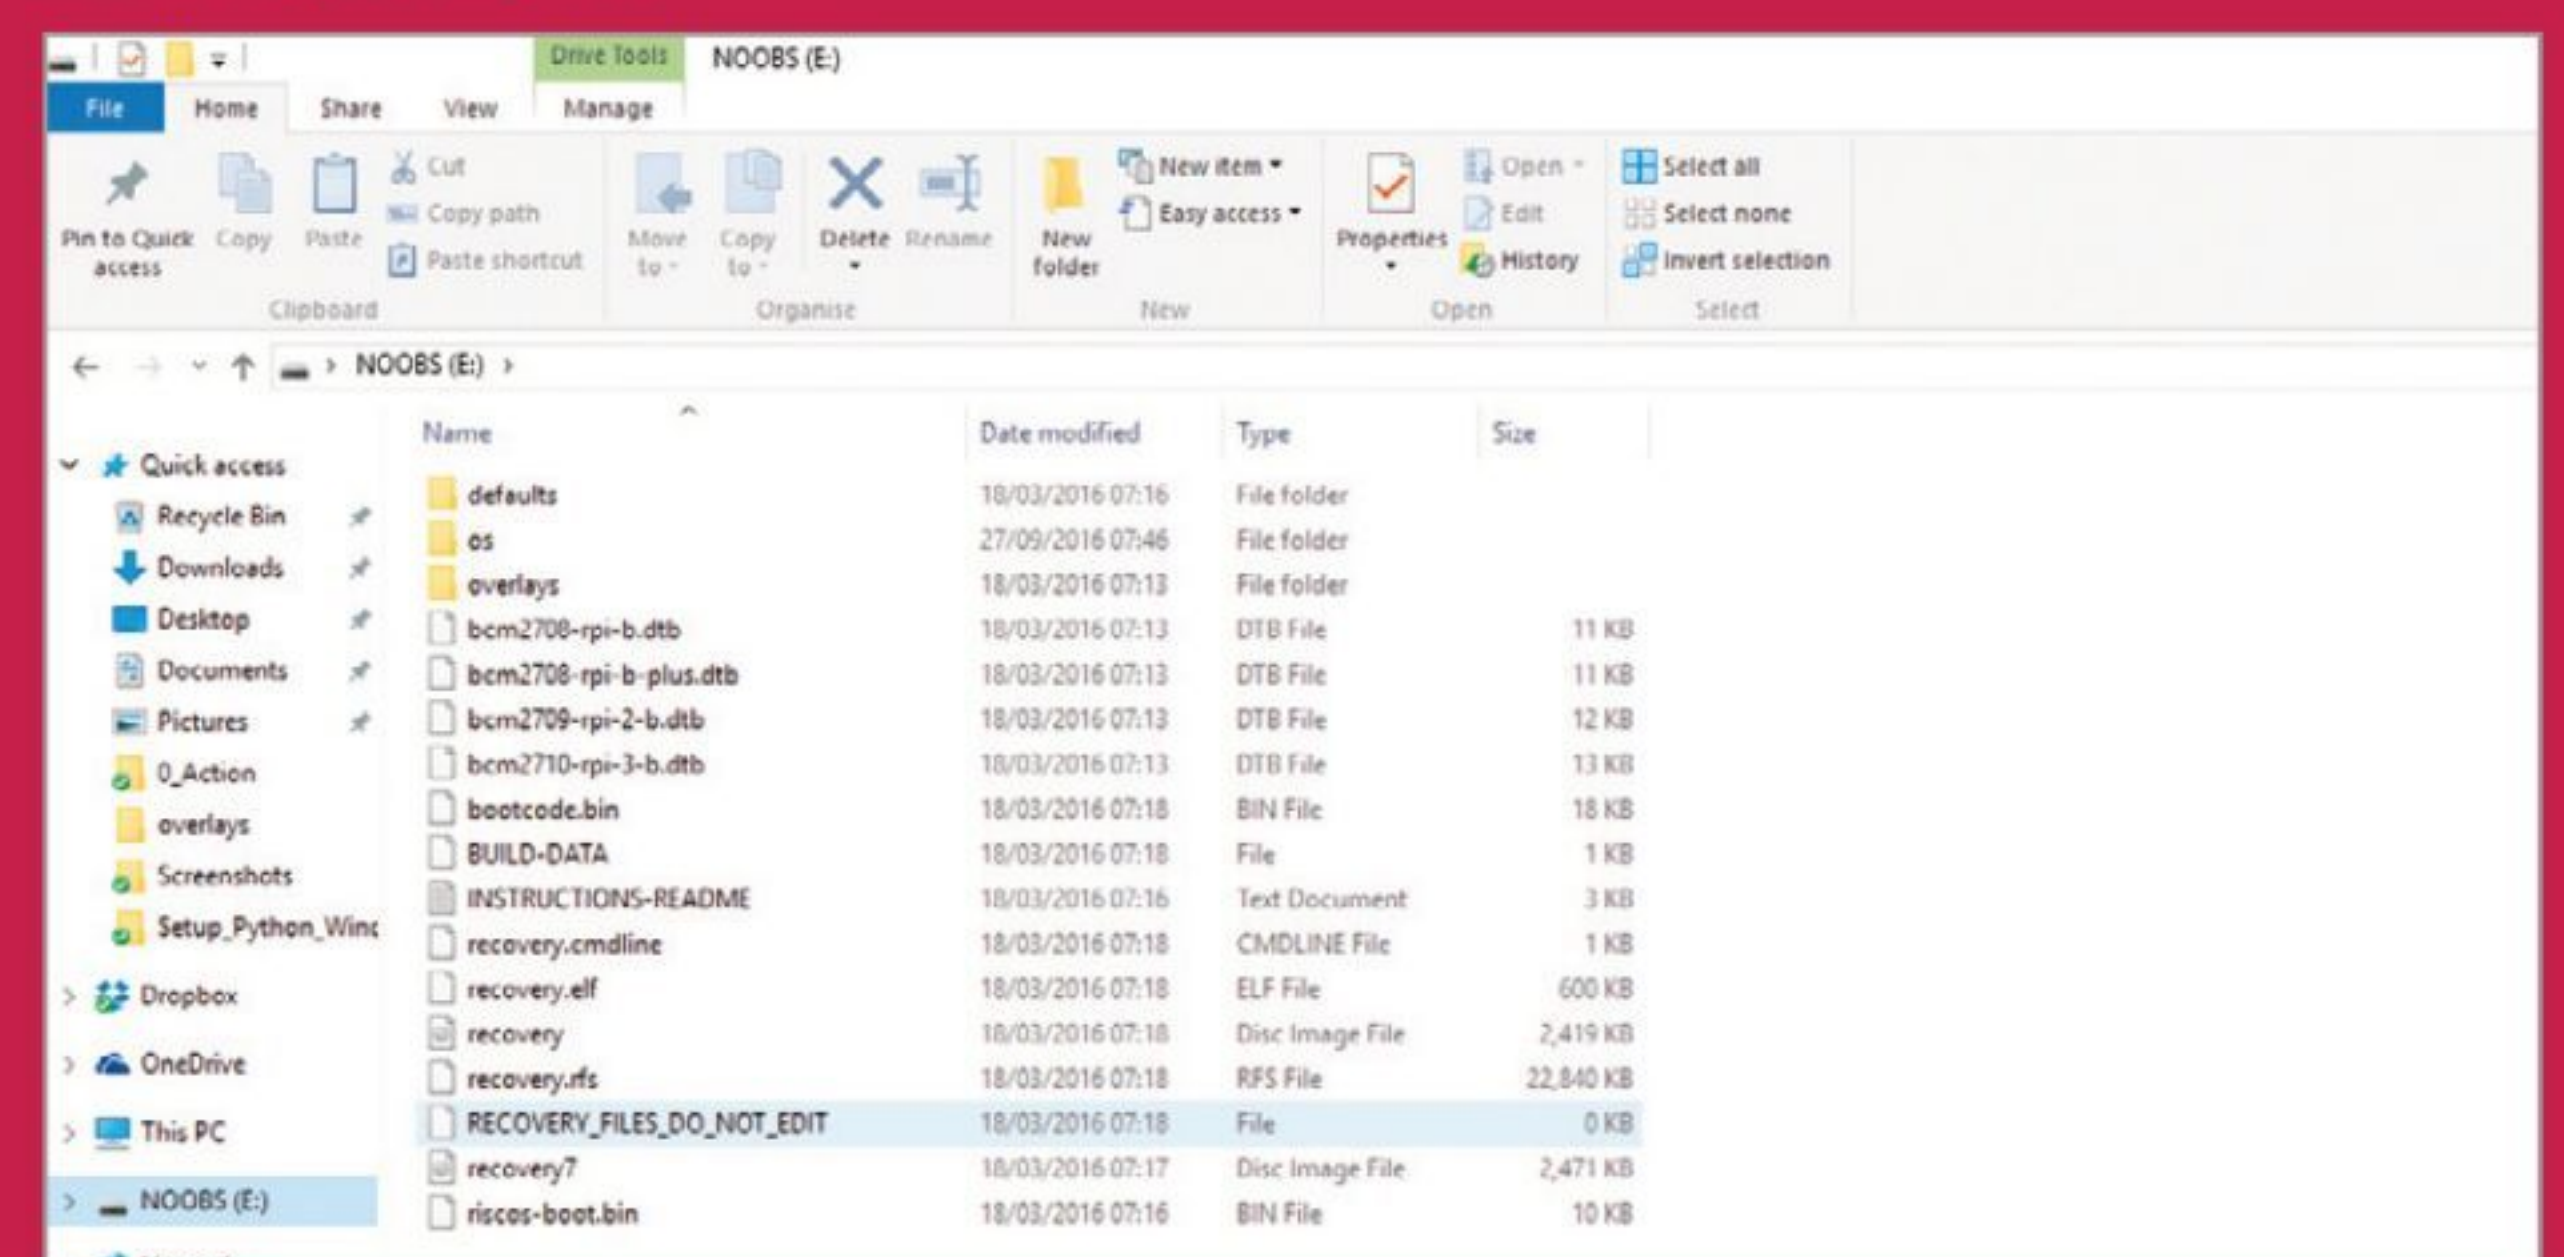 Drive Tools NOOBS (E:)
File Home Share View Manage
Pin to Quick access Copy Paste Cut Copy path Paste shortcut Move to Copy to Delete Rename New folder New item Easy access Properties Open Edit History Select all Select none Invert selection
Clipboard Organise New Open Select
NOOBS (E:)
Name Date modified Type Size
Quick access
Recycle Bin
Downloads
Desktop
Documents
Pictures
0_Action
overlays
Screenshots
Setup_Python_Winc
Dropbox
OneDrive
This PC
NOOBS (E:)
defaults 18/03/2016 07:16 File folder
os 27/09/2016 07:46 File folder
overlays 18/03/2016 07:13 File folder
bcm2708-rpi-b.dtb 18/03/2016 07:13 DTB File 11 KB
bcm2708-rpi-b-plus.dtb 18/03/2016 07:13 DTB File 11 KB
bcm2709-rpi-2-b.dtb 18/03/2016 07:13 DTB File 12 KB
bcm2710-rpi-3-b.dtb 18/03/2016 07:13 DTB File 13 KB
bootcode.bin 18/03/2016 07:18 BIN File 18 KB
BUILD-DATA 18/03/2016 07:18 File 1 KB
INSTRUCTIONS-README 18/03/2016 07:16 Text Document 3 KB
recovery.cmdline 18/03/2016 07:18 CMDLINE File 1 KB
recovery.elf 18/03/2016 07:18 ELF File 600 KB
recovery 18/03/2016 07:18 Disc Image File 2,419 KB
recovery.rfs 18/03/2016 07:18 RFS File 22,840 KB
RECOVERY_FILES_DO_NOT_EDIT 18/03/2016 07:18 File 0 KB
recovery7 18/03/2016 07:17 Disc Image File 2,471 KB
riscos-boot.bin 18/03/2016 07:16 BIN File 10 KB